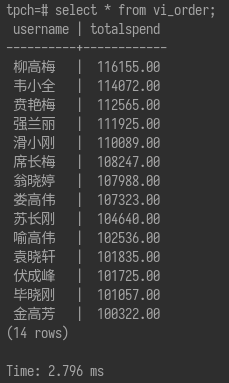 tpch=# select * from vi_order;
username | totalspend
----------+------------
柳高梅 | 116155.00
韦小全 | 114072.00
贲艳梅 | 112565.00
强兰丽 | 111925.00
滑小刚 | 110089.00
席长梅 | 108247.00
翁晓婷 | 107988.00
娄高伟 | 107323.00
苏长刚 | 104640.00
喻高伟 | 102536.00
袁晓轩 | 101835.00
伏成峰 | 101725.00
毕晓刚 | 101057.00
金高芳 | 100322.00
(14 rows)
Time: 2.796 ms